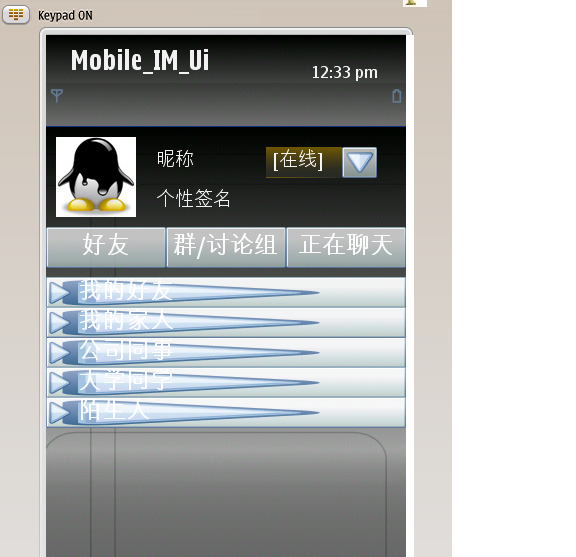 Keypad ON
Mobile_IM_Ui
12:33 pm
昵称
[在线]
个性签名
好友
群/讨论组
正在聊天
我的好友
我的家人
公司同事
大学同学
陌生人